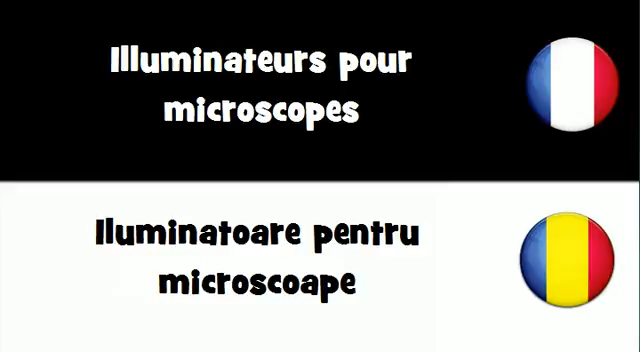 Illuminateurs pour
microscopes
Iluminatoare pentru
microscoape